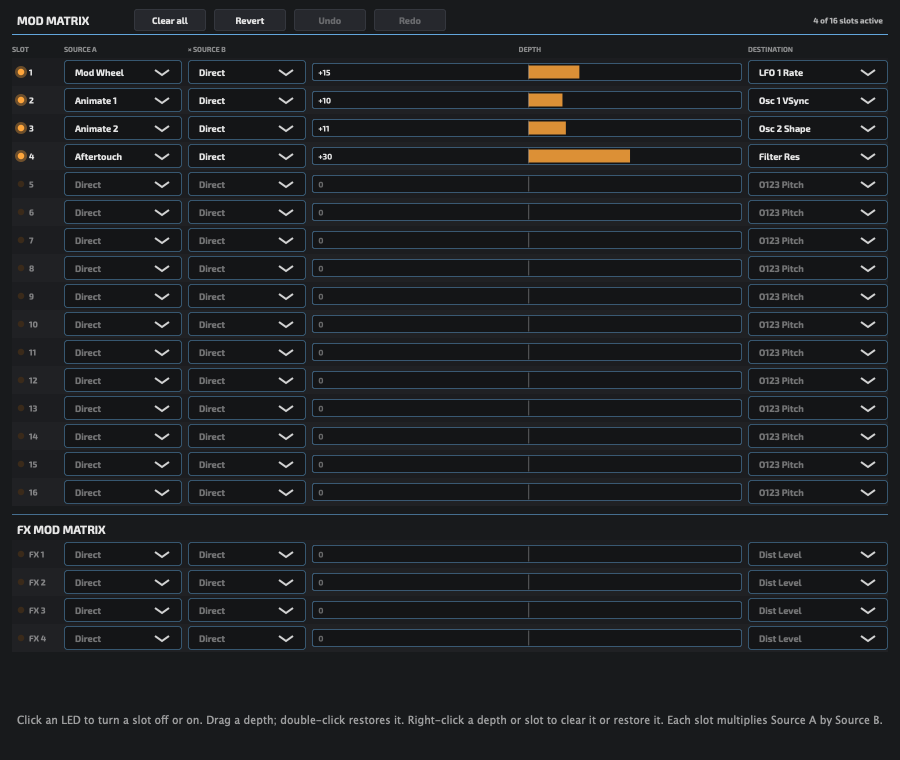 MOD MATRIX Clear all Revert Undo Redo 4 of 16 slots active
SLOT SOURCE A × SOURCE B DEPTH DESTINATION
1 Mod Wheel Direct +15 LFO 1 Rate
2 Animate 1 Direct +10 Osc 1 VSync
3 Animate 2 Direct +11 Osc 2 Shape
4 Aftertouch Direct +30 Filter Res
5 Direct Direct 0 O123 Pitch
6 Direct Direct 0 O123 Pitch
7 Direct Direct 0 O123 Pitch
8 Direct Direct 0 O123 Pitch
9 Direct Direct 0 O123 Pitch
10 Direct Direct 0 O123 Pitch
11 Direct Direct 0 O123 Pitch
12 Direct Direct 0 O123 Pitch
13 Direct Direct 0 O123 Pitch
14 Direct Direct 0 O123 Pitch
15 Direct Direct 0 O123 Pitch
16 Direct Direct 0 O123 Pitch
FX MOD MATRIX
FX 1 Direct Direct 0 Dist Level
FX 2 Direct Direct 0 Dist Level
FX 3 Direct Direct 0 Dist Level
FX 4 Direct Direct 0 Dist Level
Click an LED to turn a slot off or on. Drag a depth; double-click restores it. Right-click a depth or slot to clear it or restore it. Each slot multiplies Source A by Source B.